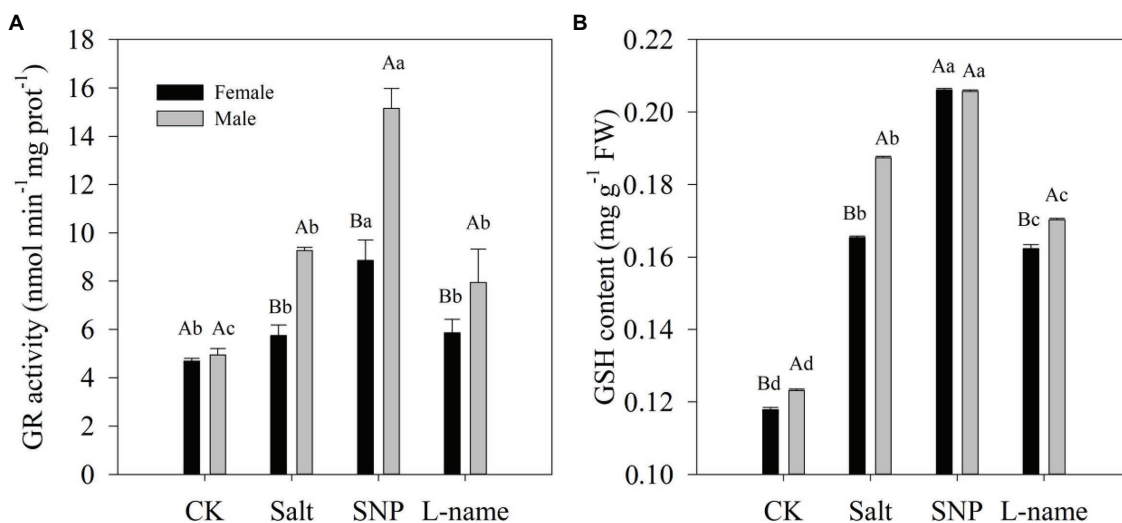 A
GR activity (nmol min⁻¹mg prot⁻¹)
18
16
14
12
10
8
6
4
2
0
Female
Male
Ab Ac
Bb Ab
Ba Aa
Bb Ab
CK Salt SNP L-name
B
GSH content (mg g⁻¹ FW)
0.22
0.20
0.18
0.16
0.14
0.12
0.10
Bd Ad
Bb Ab
Aa Aa
Bc Ac
CK Salt SNP L-name